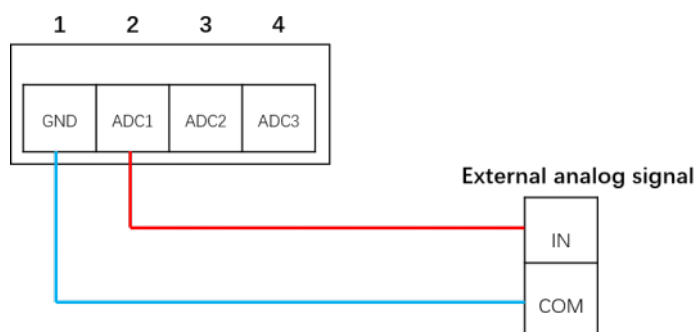 1 2 3 4
GND ADC1 ADC2 ADC3
External analog signal
IN
COM